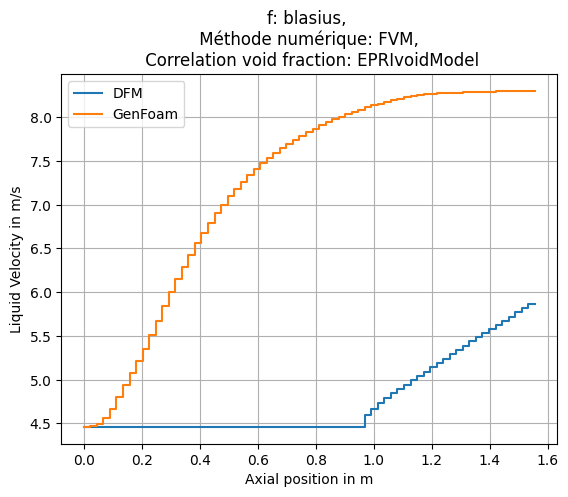 f: blasius,
Méthode numérique: FVM,
Correlation void fraction: EPRIvoidModel
DFM
GenFoam
8.0
7.5
7.0
6.5
6.0
5.5
5.0
4.5
Liquid Velocity in m/s
0.0 0.2 0.4 0.6 0.8 1.0 1.2 1.4 1.6
Axial position in m